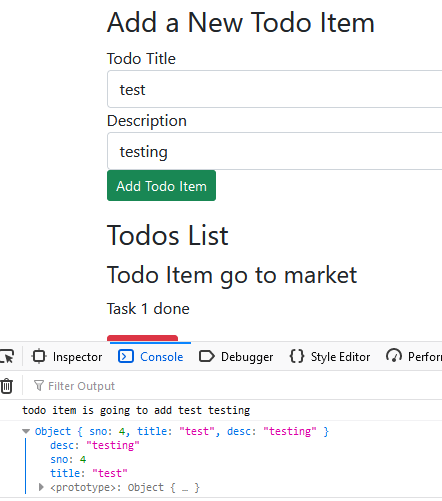 Add a New Todo Item
Todo Title
test
Description
testing
Add Todo Item
Todos List
Todo Item go to market
Task 1 done
Inspector Console Debugger Style Editor Perfor
Filter Output
todo item is going to add test testing
Object { sno: 4, title: "test", desc: "testing" }
desc: "testing"
sno: 4
title: "test"
<prototype>: Object { … }